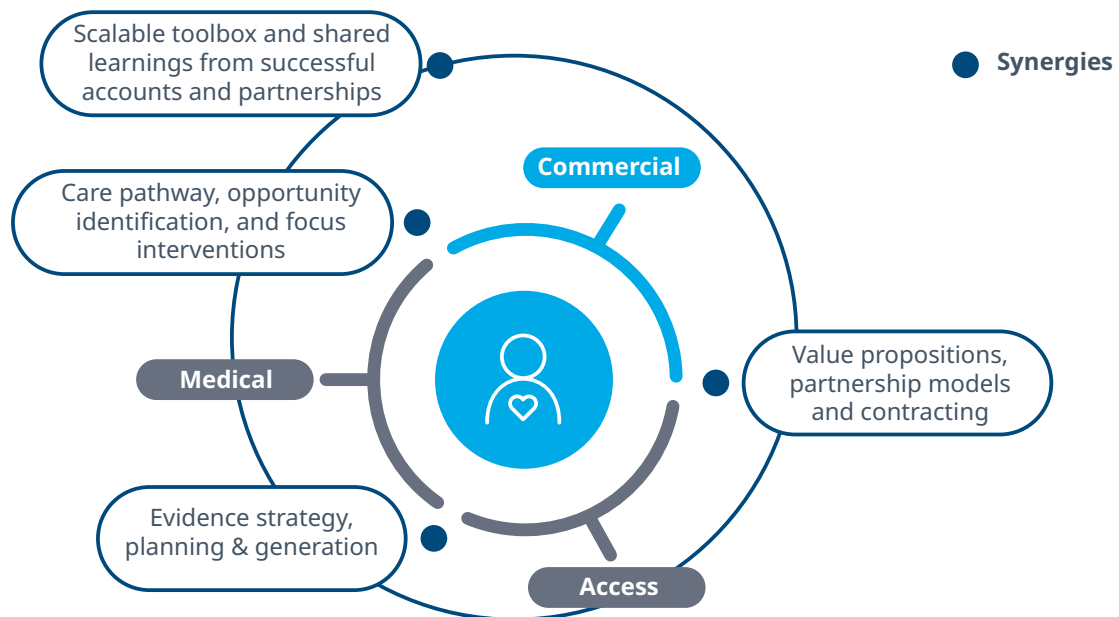 Scalable toolbox and shared
learnings from successful
accounts and partnerships
Synergies
Commercial
Care pathway, opportunity
identification, and focus
interventions
Value propositions,
partnership models
and contracting
Medical
Evidence strategy,
planning & generation
Access